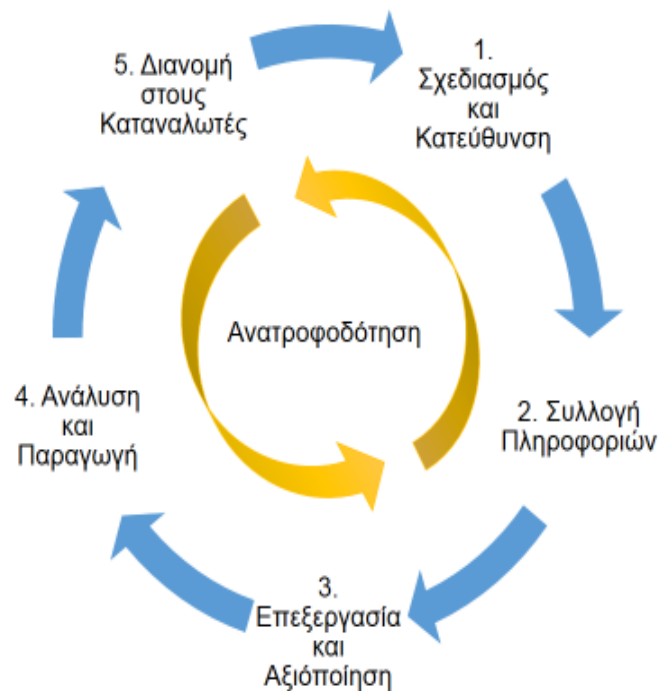 1.
Σχεδιασμός
και
Κατεύθυνση
2. Συλλογή
Πληροφοριών
3.
Επεξεργασία
και
Αξιόποίηση
4. Ανάλυση
και
Παραγωγή
5. Διανομή
στους
Καταναλωτές
Ανατροφοδότηση